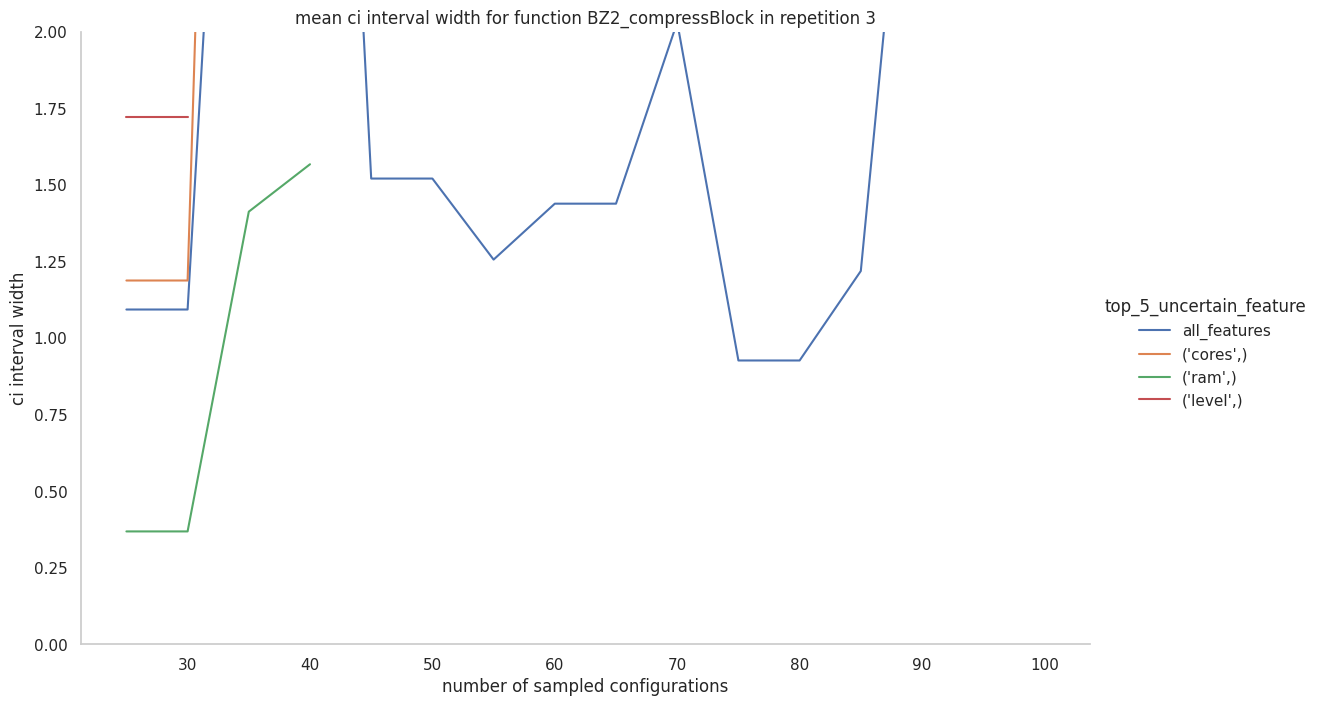 mean ci interval width for function BZ2_compressBlock in repetition 3
2.00
1.75
1.50
1.25
1.00
0.75
0.50
0.25
0.00
ci interval width
30 40 50 60 70 80 90 100
number of sampled configurations
top_5_uncertain_feature
all_features
('cores',)
('ram',)
('level',)